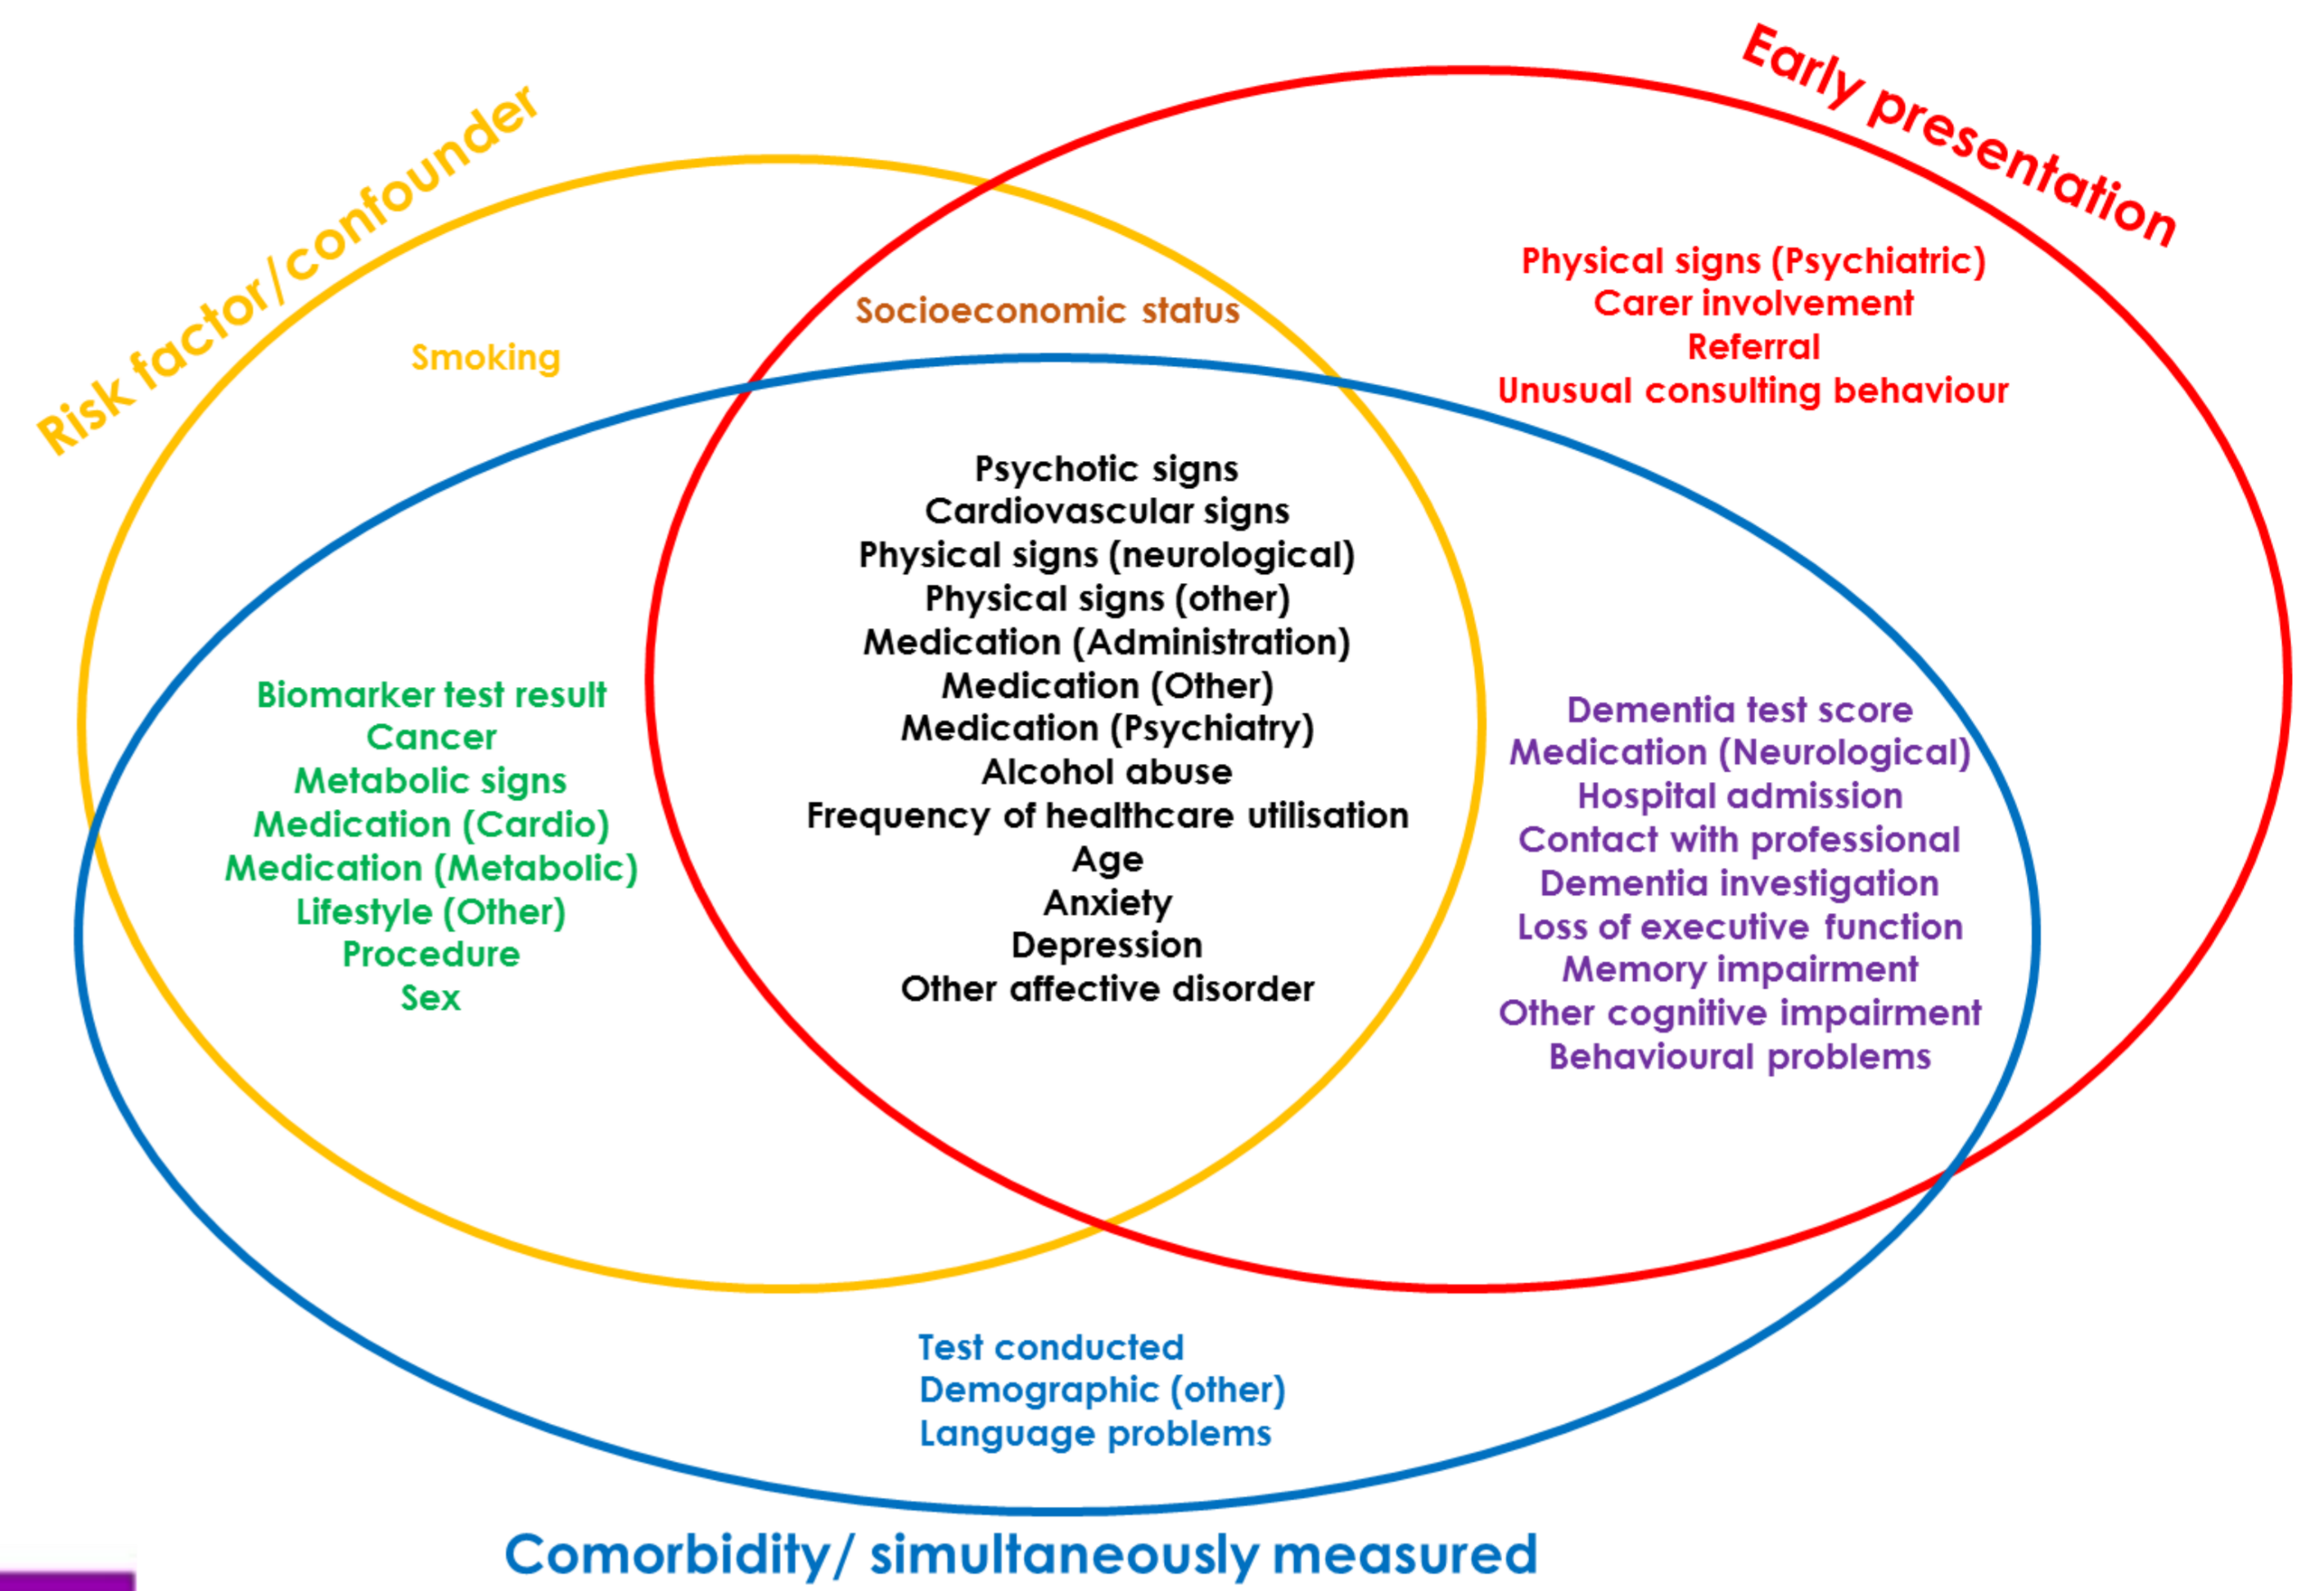 Early presentation
Risk factor/confounder
Physical signs (Psychiatric)
Carer involvement
Referral
Unusual consulting behaviour
Socioeconomic status
Smoking
Psychotic signs
Cardiovascular signs
Physical signs (neurological)
Physical signs (other)
Medication (Administration)
Medication (Other)
Medication (Psychiatry)
Alcohol abuse
Frequency of healthcare utilisation
Age
Anxiety
Depression
Other affective disorder
Biomarker test result
Cancer
Metabolic signs
Medication (Cardio)
Medication (Metabolic)
Lifestyle (Other)
Procedure
Sex
Dementia test score
Medication (Neurological)
Hospital admission
Contact with professional
Dementia investigation
Loss of executive function
Memory impairment
Other cognitive impairment
Behavioural problems
Test conducted
Demographic (other)
Language problems
Comorbidity/ simultaneously measured